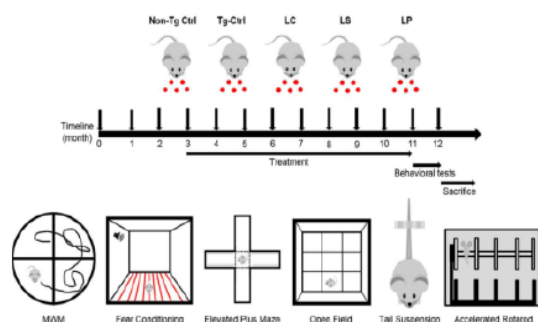 Non-Tg Ctrl Tg-Ctrl LC LS LP
Timeline
(month)
0 1 2 3 4 5 6 7 8 9 10 11 12
Treatment
Behavioral tests
Sacrifice
MWM Fear Conditioning Elevated Plus Maze Open Field Tail Suspension Accelerated Rotarod